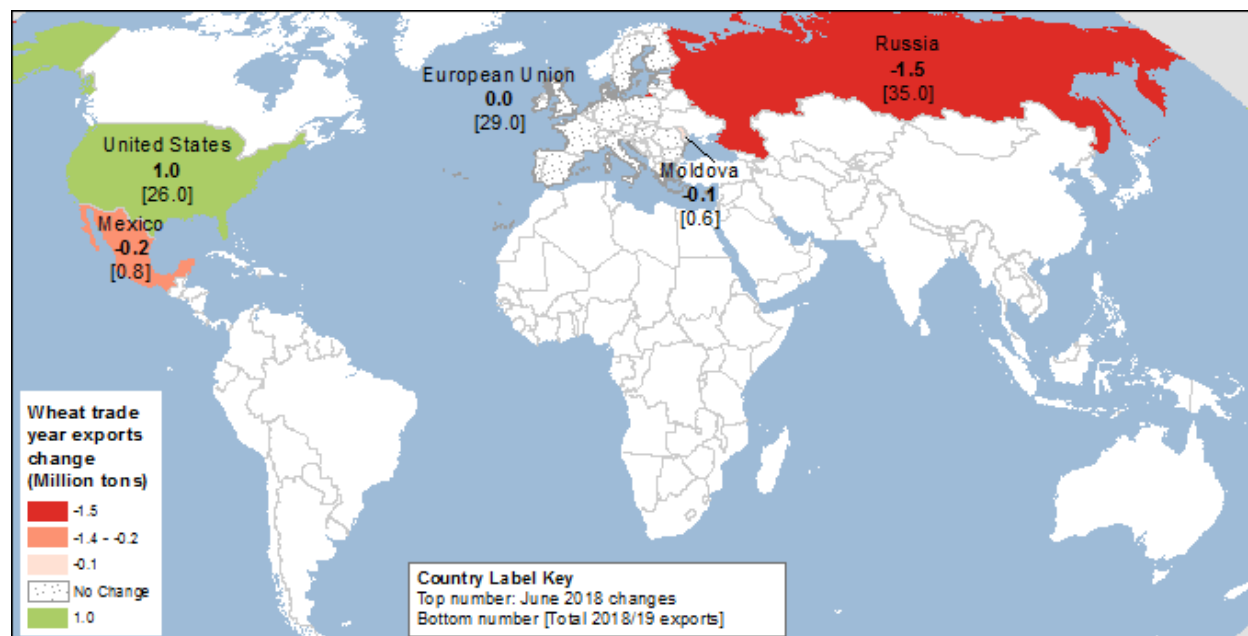 Russia
-1.5
[35.0]
European Union
0.0
[29.0]
United States
1.0
[26.0]
Moldova
-0.1
[0.6]
Mexico
-0.2
[0.8]
Wheat trade
year exports
change
(Million tons)
-1.5
-1.4 - -0.2
-0.1
No Change
1.0
Country Label Key
Top number: June 2018 changes
Bottom number [Total 2018/19 exports]